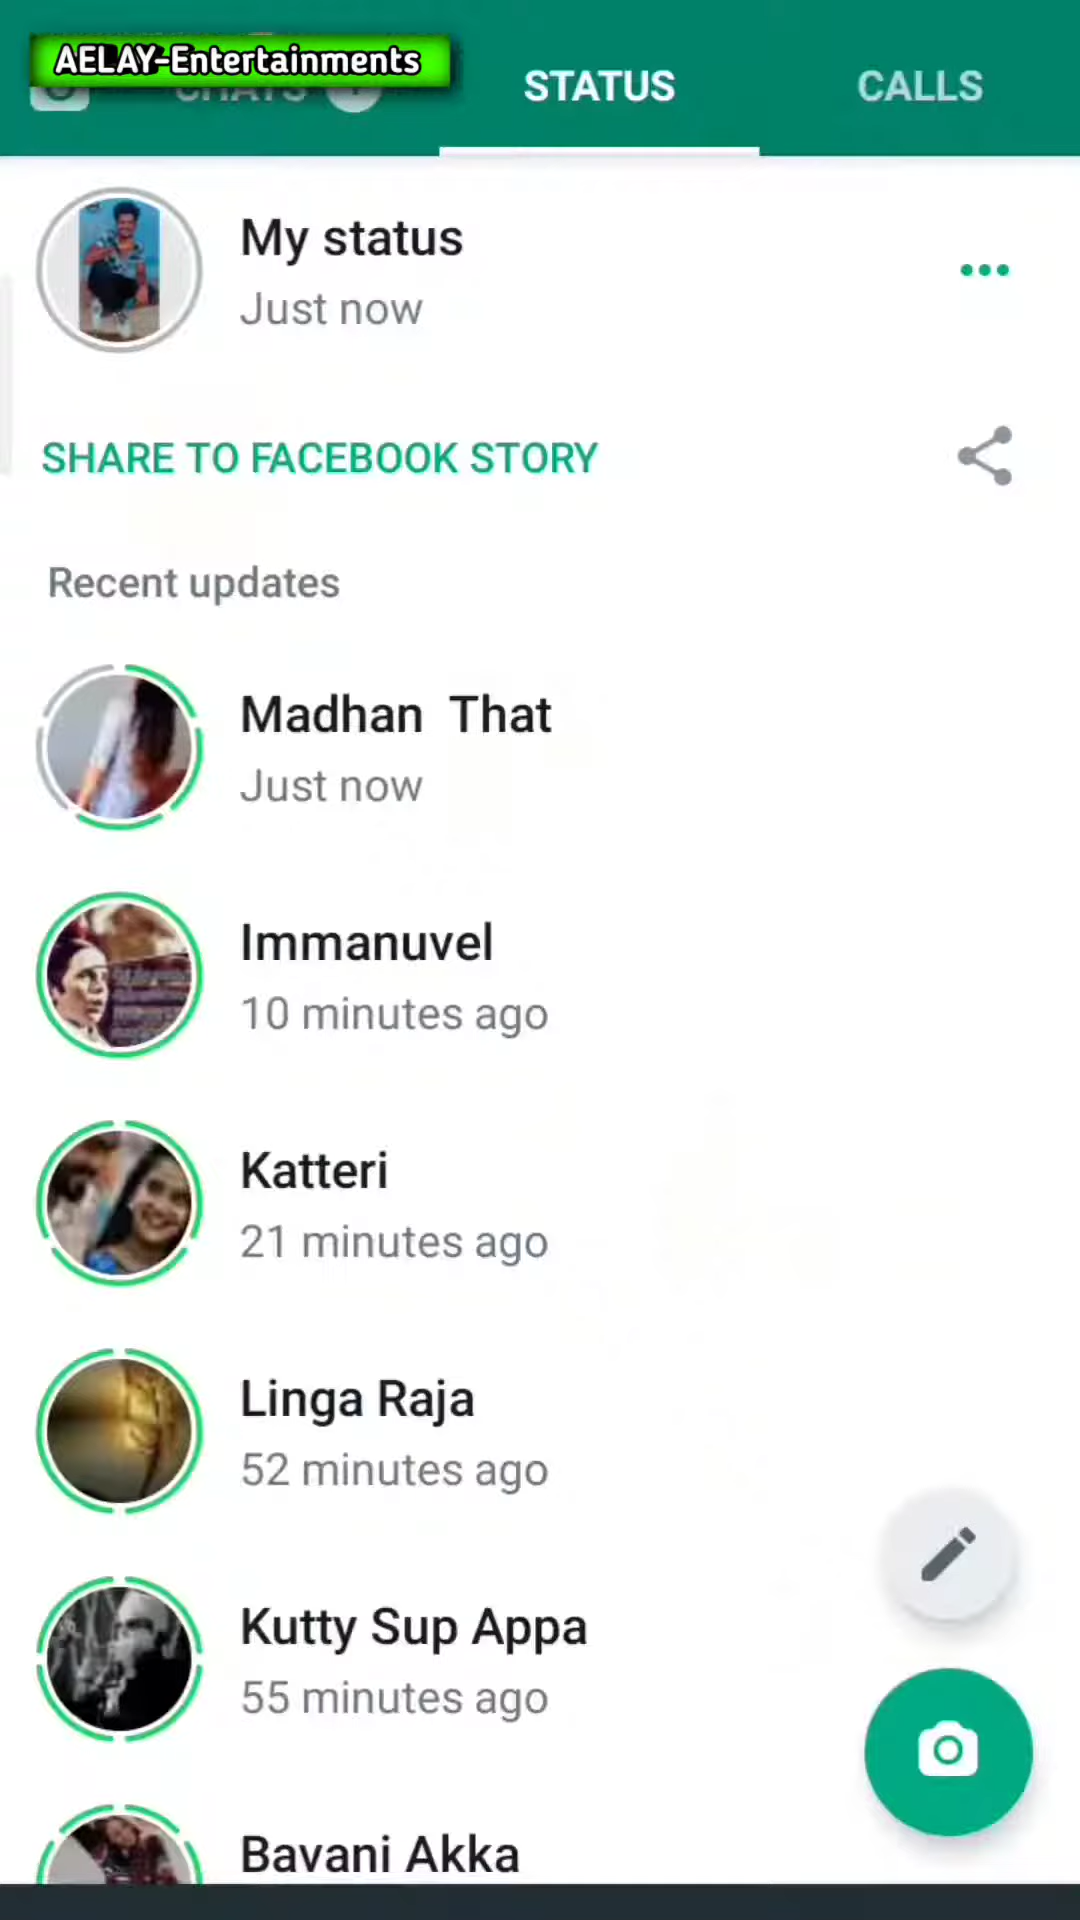 AELAY-Entertainments
CHATS
STATUS
CALLS
My status
Just now
SHARE TO FACEBOOK STORY
Recent updates
Madhan  That
Just now
Immanuvel
10 minutes ago
Katteri
21 minutes ago
Linga Raja
52 minutes ago
Kutty Sup Appa
55 minutes ago
Bavani Akka